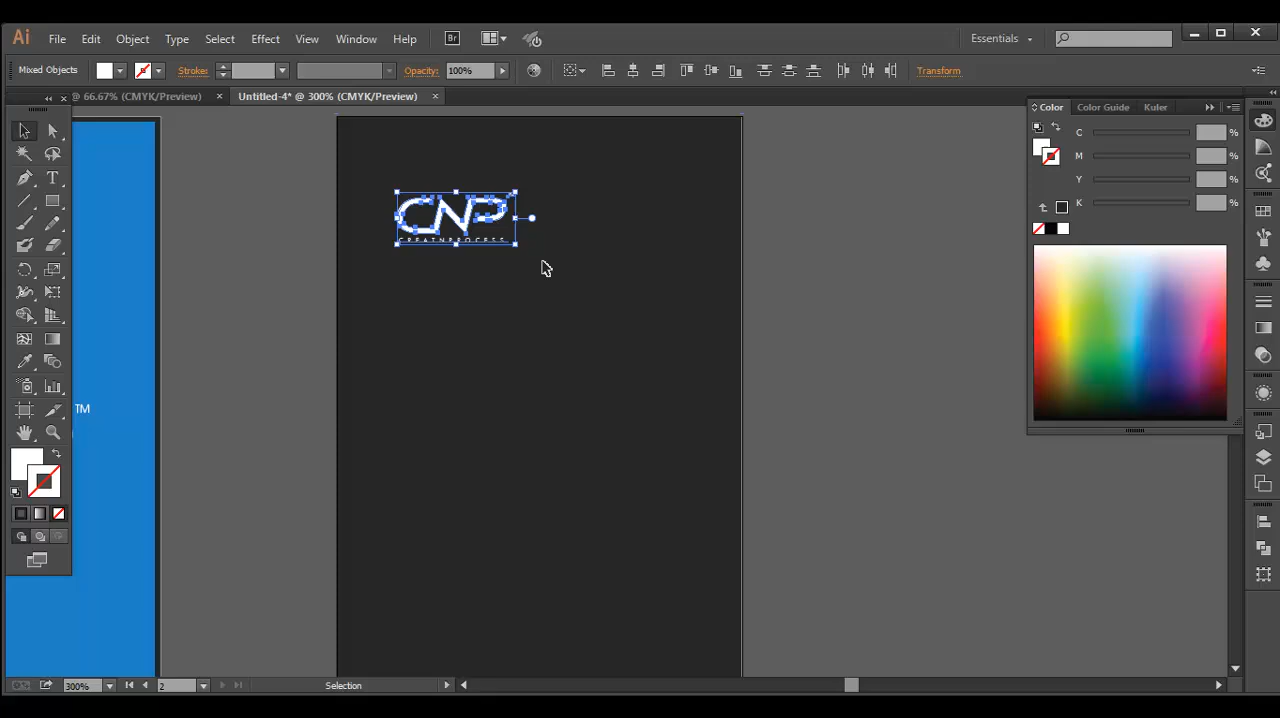 Ai File Edit Object Type Select Effect View Window Help Br Essentials
Mixed Objects Stroke: Opacity: 100% Transform
@ 66.67% (CMYK/Preview) × Untitled-4* @ 300% (CMYK/Preview) ×
Color Color Guide Kuler
C %
M %
Y %
K %
CNP
CREATNPROCESS
TM
300% 2 Selection